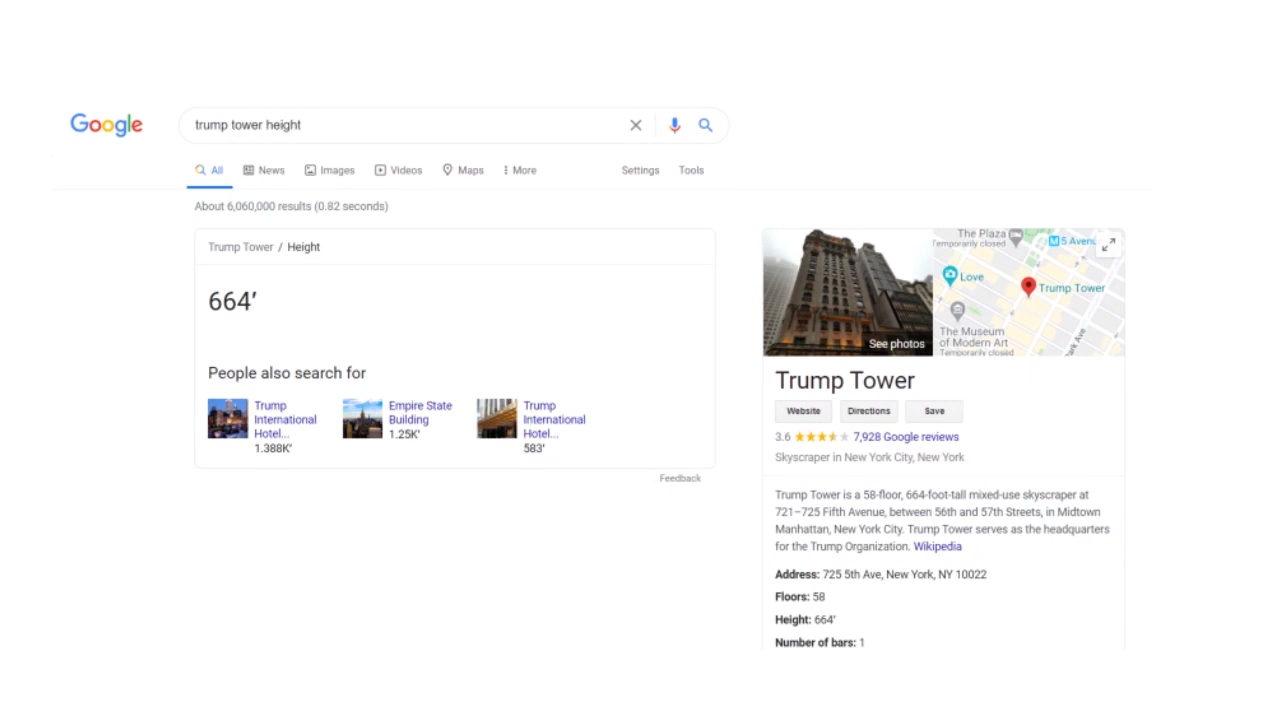 Google
trump tower height
All News Images Videos Maps More Settings Tools
About 6,060,000 results (0.82 seconds)
Trump Tower / Height
664′
People also search for
Trump
International
Hotel...
1.388K′
Empire State
Building
1.25K′
Trump
International
Hotel...
583′
Feedback
See photos
The Plaza
Temporarily closed
M 5 Avenu
Love
Trump Tower
The Museum
of Modern Art
Temporarily closed
Park Ave
Trump Tower
Website Directions Save
3.6 7,928 Google reviews
Skyscraper in New York City, New York
Trump Tower is a 58-floor, 664-foot-tall mixed-use skyscraper at
721–725 Fifth Avenue, between 56th and 57th Streets, in Midtown
Manhattan, New York City. Trump Tower serves as the headquarters
for the Trump Organization. Wikipedia
Address: 725 5th Ave, New York, NY 10022
Floors: 58
Height: 664′
Number of bars: 1